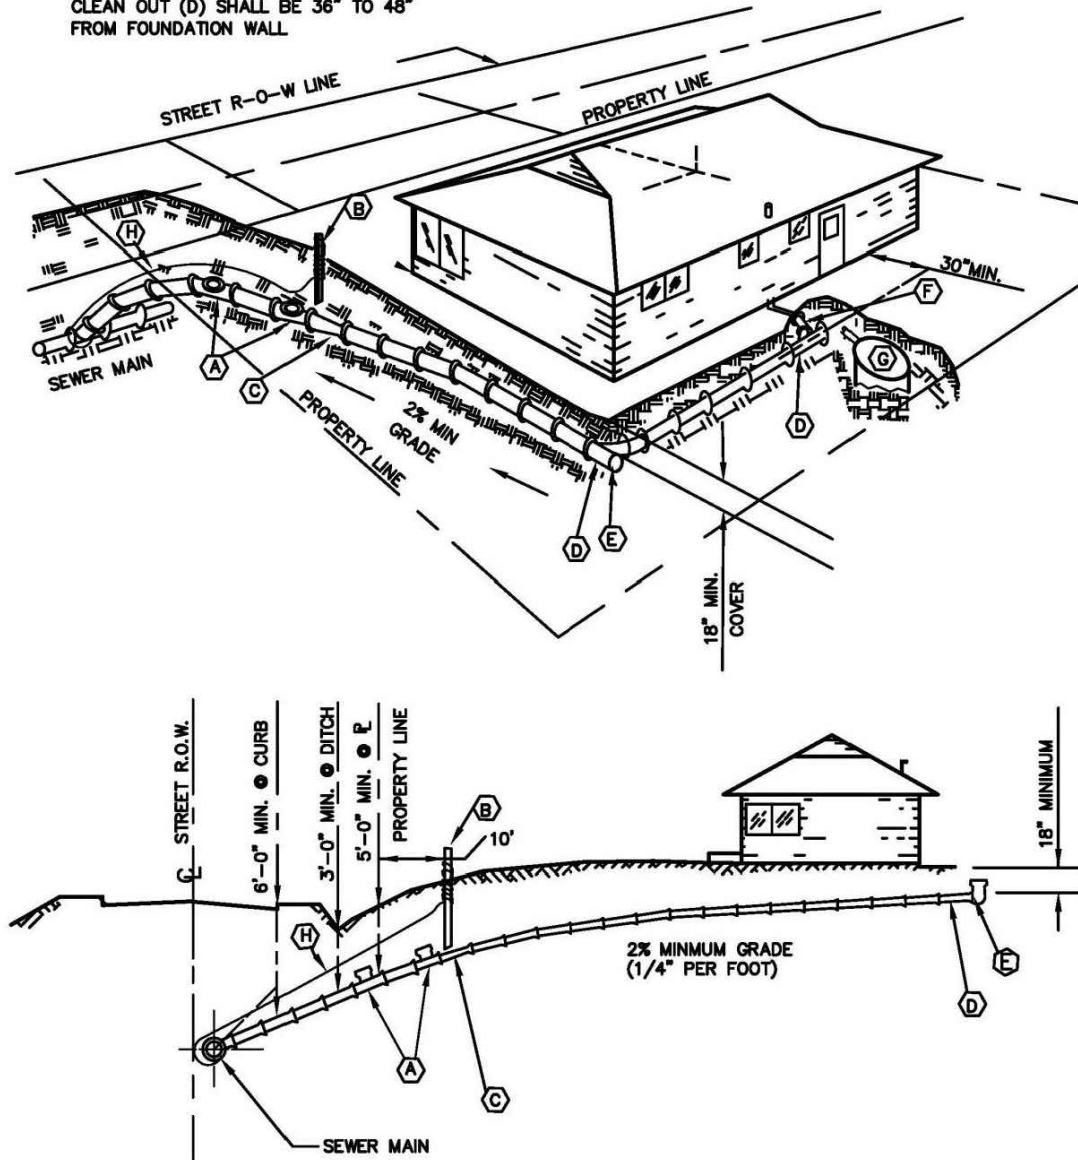 CLEAN OUT (D) SHALL BE 36" TO 48"
FROM FOUNDATION WALL
STREET R-O-W LINE
PROPERTY LINE
B
H
30"MIN.
F
SEWER MAIN
A
C
G
2% MIN
GRADE
PROPERTY LINE
D
D
E
18" MIN.
COVER
STREET R.O.W.
6'-0" MIN. @ CURB
3'-0" MIN. @ DITCH
5'-0" MIN. @ PL
PROPERTY LINE
B
10'
18" MINIMUM
CL
H
2% MINMUM GRADE
(1/4" PER FOOT)
E
D
A
C
SEWER MAIN